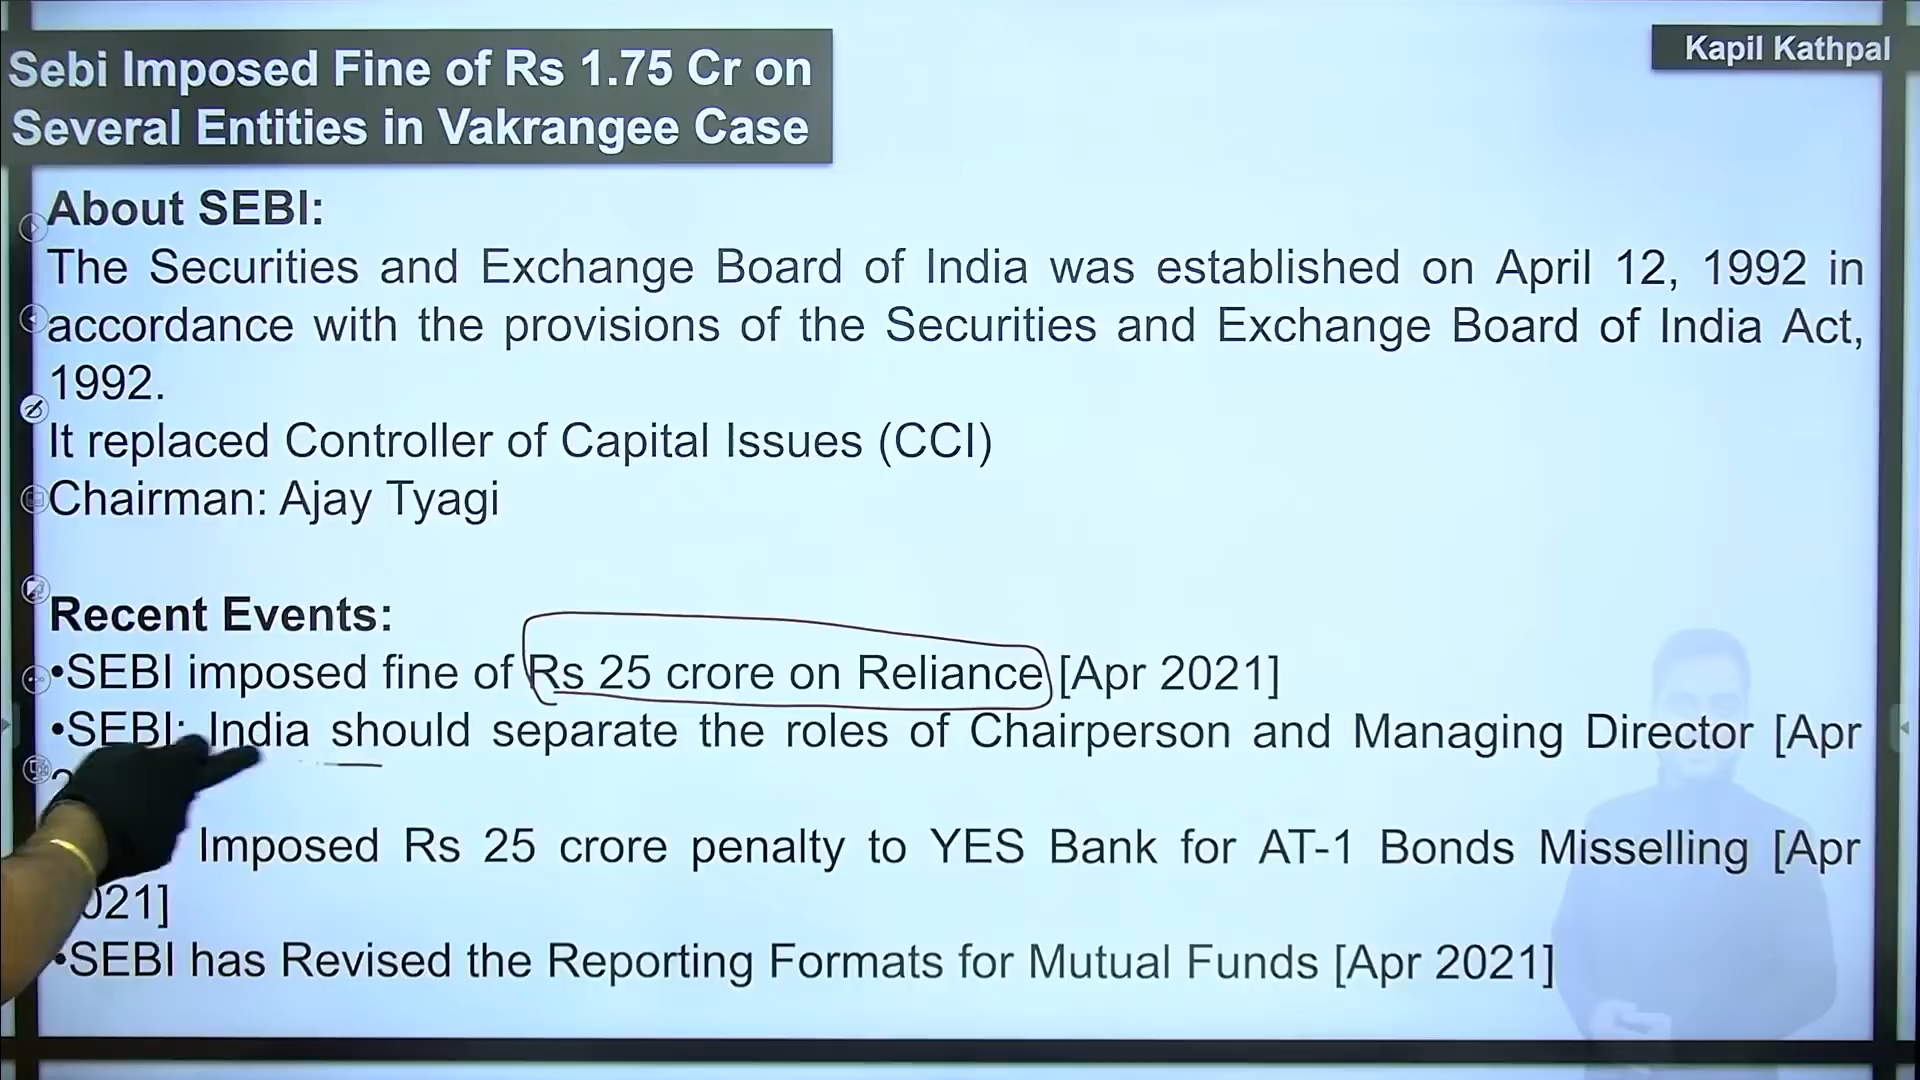 Sebi Imposed Fine of Rs 1.75 Cr on
Several Entities in Vakrangee Case
Kapil Kathpal
About SEBI:
The Securities and Exchange Board of India was established on April 12, 1992 in
accordance with the provisions of the Securities and Exchange Board of India Act,
1992.
It replaced Controller of Capital Issues (CCI)
Chairman: Ajay Tyagi
Recent Events:
•SEBI imposed fine of Rs 25 crore on Reliance [Apr 2021]
•SEBI: India should separate the roles of Chairperson and Managing Director [Apr
Imposed Rs 25 crore penalty to YES Bank for AT-1 Bonds Misselling [Apr
021]
•SEBI has Revised the Reporting Formats for Mutual Funds [Apr 2021]